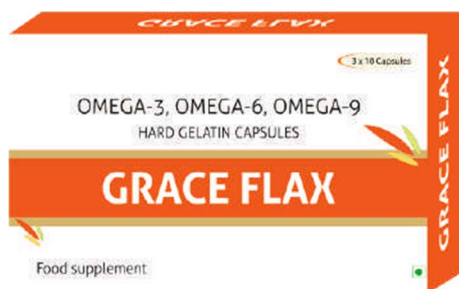 GRACE FLAX
3 x 10 Capsules
OMEGA-3, OMEGA-6, OMEGA-9
HARD GELATIN CAPSULES
GRACE FLAX
Food supplement
GRACE FLAX